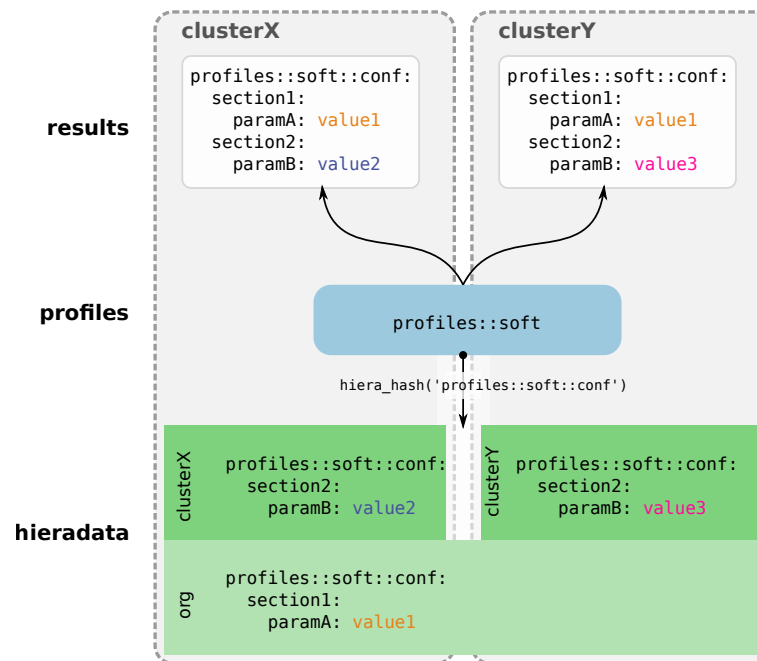 clusterX
clusterY
results
profiles::soft::conf:
section1:
paramA: value1
section2:
paramB: value2
profiles::soft::conf:
section1:
paramA: value1
section2:
paramB: value3
profiles
profiles::soft
hiera_hash('profiles::soft::conf')
hieradata
clusterX
profiles::soft::conf:
section2:
paramB: value2
clusterY
profiles::soft::conf:
section2:
paramB: value3
org
profiles::soft::conf:
section1:
paramA: value1